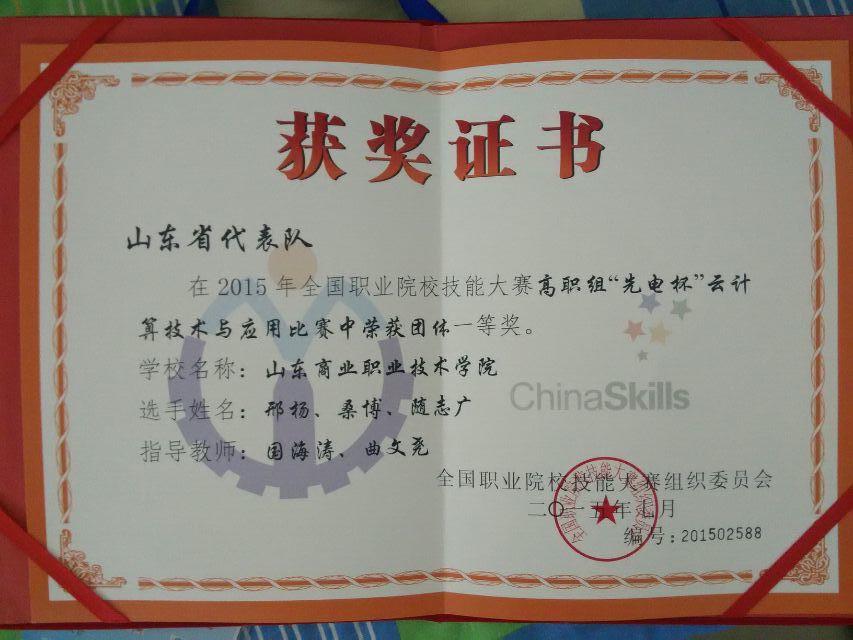 获奖证书
山东省代表队
在2015年全国职业院校技能大赛高职组“先电杯”云计
算技术与应用比赛中荣获团体一等奖。
学校名称：山东商业职业技术学院
ChinaSkills
选手姓名：邢杨、桑博、随志广
指导教师：国海涛、曲文尧
全国职业院校技能大赛组织委员会
二〇一五年七月
编号:201502588